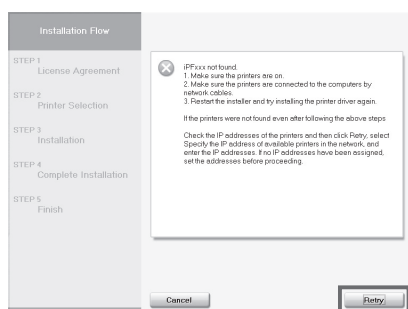 Installation Flow
STEP 1
License Agreement
STEP 2
Printer Selection
STEP 3
Installation
STEP 4
Complete Installation
STEP 5
Finish
iPFxxx not found.
1. Make sure the printers are on.
2. Make sure the printers are connected to the computers by
network cables.
3. Restart the installer and try installing the printer driver again.
If the printers were not found even after following the above steps
Check the IP addresses of the printers and then click Retry, select
Specify the IP address of available printers in the network, and
enter the IP addresses. If no IP addresses have been assigned,
set the addresses before proceeding.
Cancel
Retry